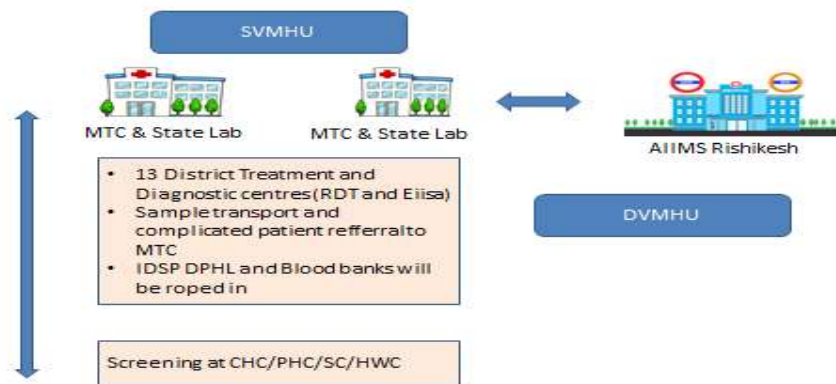 SVMHU
MTC & State Lab
MTC & State Lab
AIIMS Rishikesh
• 13 District Treatment and
Diagnostic centres(RDT and Eiisa)
• Sample transport and
complicated patient refferral to
MTC
• IDSP DPHL and Blood banks will
be roped in
DVMHU
Screening at CHC/PHC/SC/HWC